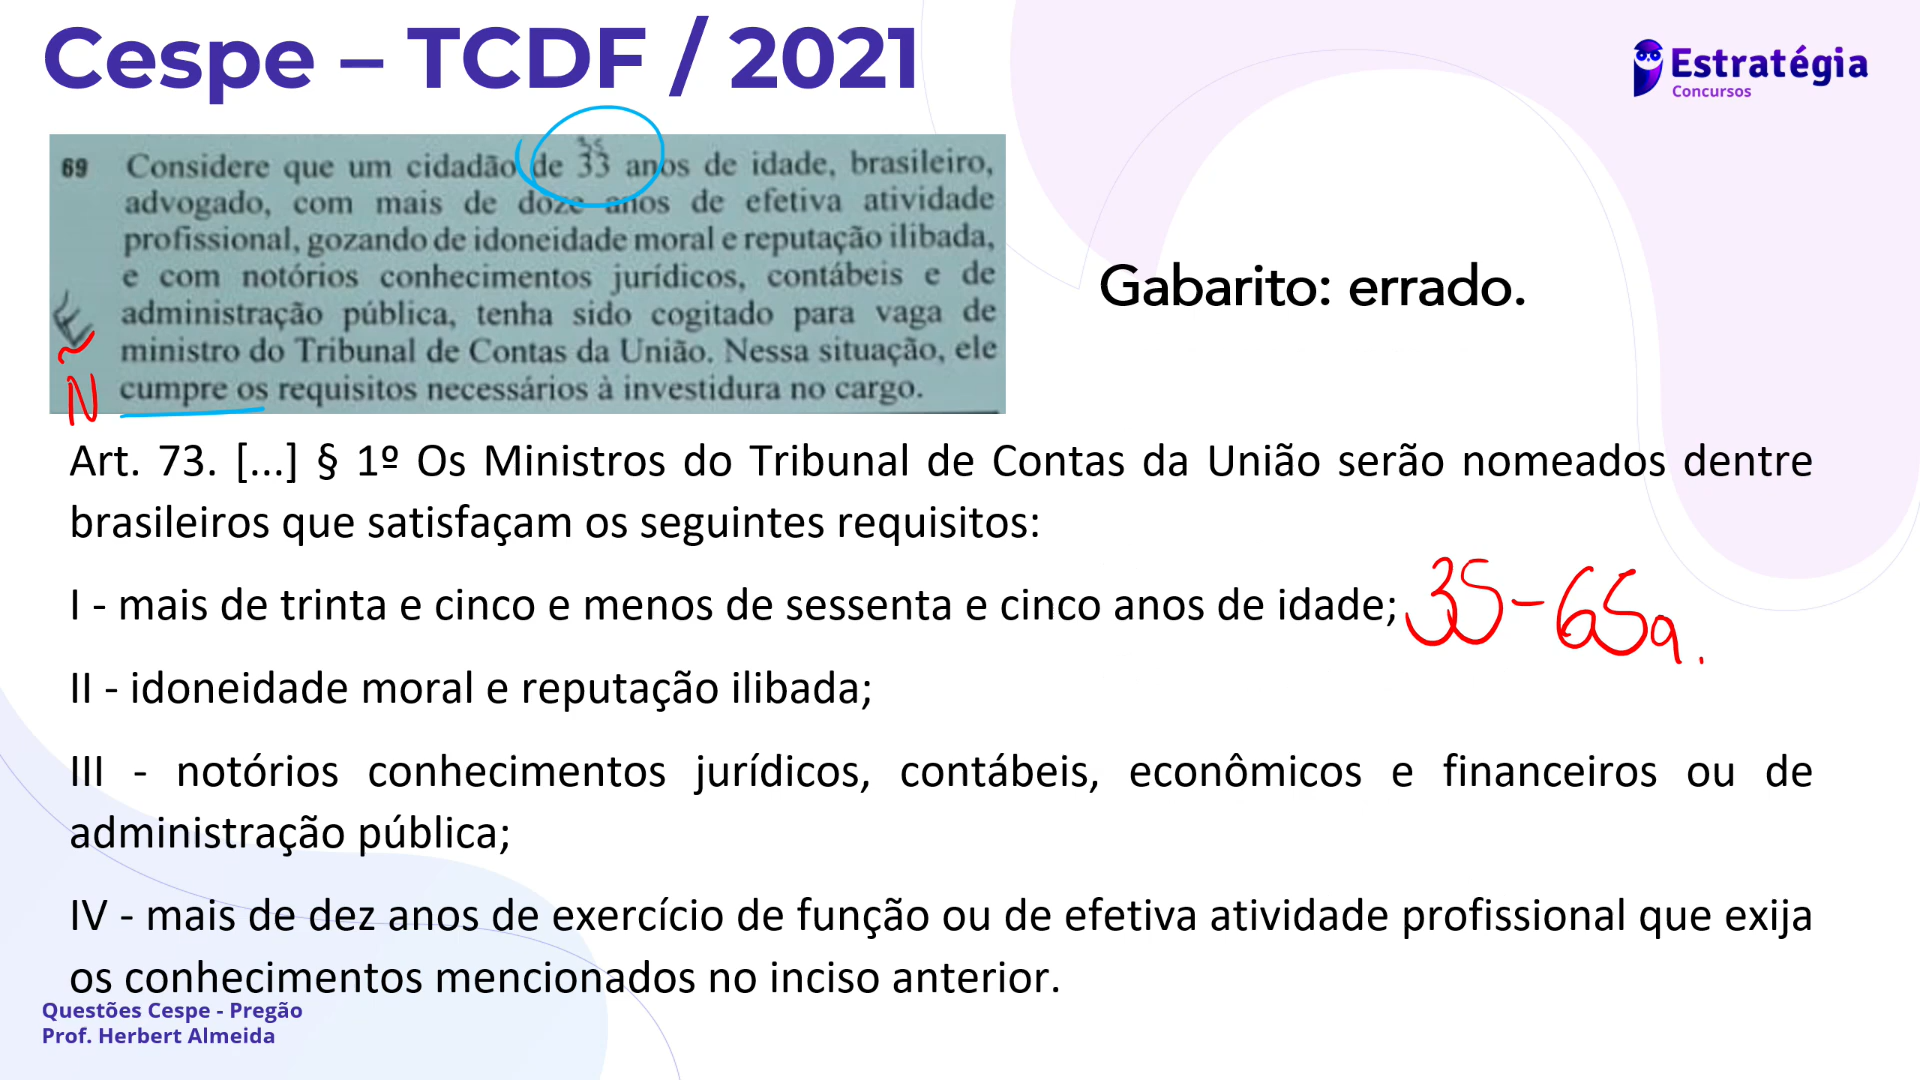 Cespe – TCDF / 2021
Estratégia
Concursos
35
69 Considere que um cidadão de 33 anos de idade, brasileiro,
advogado, com mais de doze anos de efetiva atividade
profissional, gozando de idoneidade moral e reputação ilibada,
e com notórios conhecimentos jurídicos, contábeis e de
administração pública, tenha sido cogitado para vaga de
ministro do Tribunal de Contas da União. Nessa situação, ele
cumpre os requisitos necessários à investidura no cargo.
E
Ñ
Gabarito: errado.
Art. 73. [...] § 1º Os Ministros do Tribunal de Contas da União serão nomeados dentre
brasileiros que satisfaçam os seguintes requisitos:
I - mais de trinta e cinco e menos de sessenta e cinco anos de idade; 35-65a.
II - idoneidade moral e reputação ilibada;
III - notórios conhecimentos jurídicos, contábeis, econômicos e financeiros ou de
administração pública;
IV - mais de dez anos de exercício de função ou de efetiva atividade profissional que exija
os conhecimentos mencionados no inciso anterior.
Questões Cespe - Pregão
Prof. Herbert Almeida